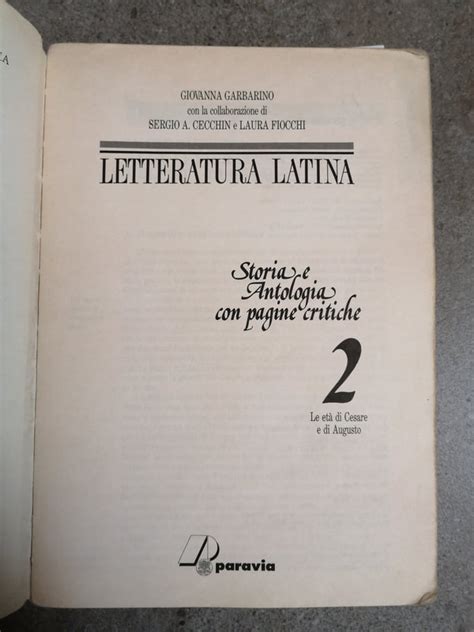 LA
GIOVANNA GARBARINO
con la collaborazione di
SERGIO A. CECCHIN e LAURA FIOCCHI
LETTERATURA LATINA
Storia e
Antologia
con pagine critiche
2
Le età di Cesare
e di Augusto
paravia